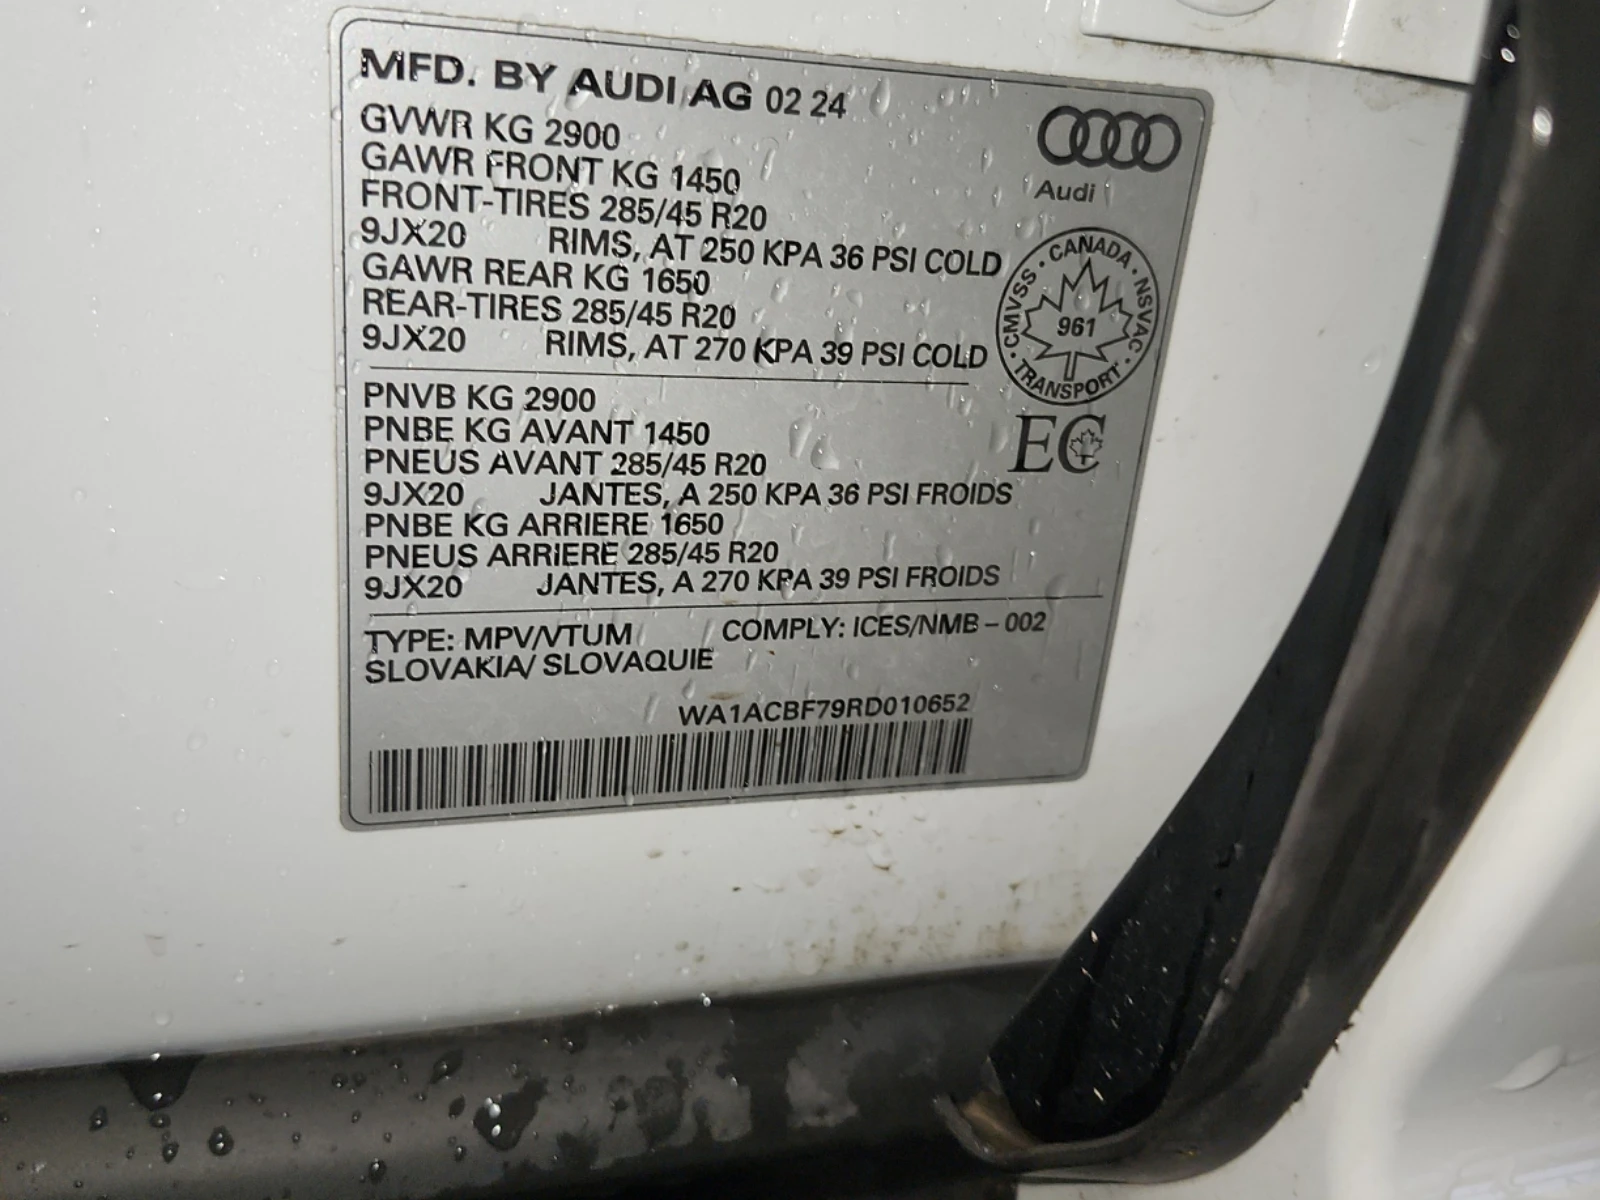 MFD. BY AUDI AG 02 24
GVWR KG 2900
GAWR FRONT KG 1450
FRONT-TIRES 285/45 R20
9JX20 RIMS, AT 250 KPA 36 PSI COLD
GAWR REAR KG 1650
REAR-TIRES 285/45 R20
9JX20 RIMS, AT 270 KPA 39 PSI COLD
Audi
CMVSS · CANADA · NSVAC · TRANSPORT ·
961
PNVB KG 2900
PNBE KG AVANT 1450
PNEUS AVANT 285/45 R20
9JX20 JANTES, A 250 KPA 36 PSI FROIDS
PNBE KG ARRIERE 1650
PNEUS ARRIERE 285/45 R20
9JX20 JANTES, A 270 KPA 39 PSI FROIDS
EC
TYPE: MPV/VTUM COMPLY: ICES/NMB – 002
SLOVAKIA/ SLOVAQUIE
WA1ACBF79RD010652